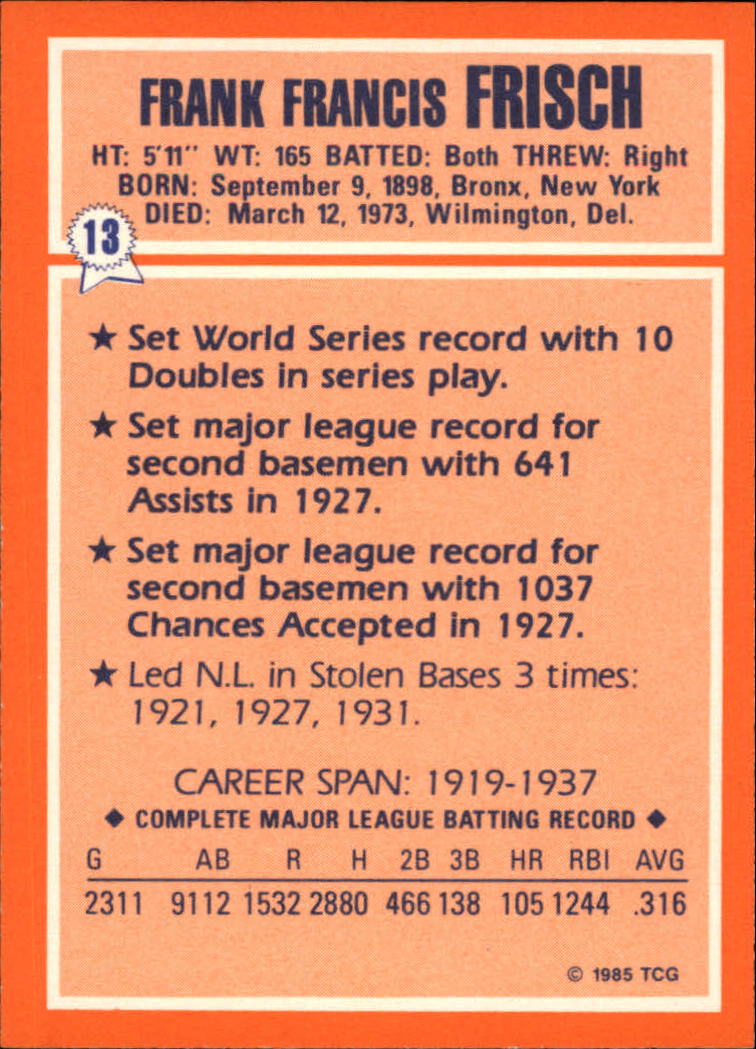 FRANK FRANCIS FRISCH
HT: 5'11" WT: 165 BATTED: Both THREW: Right
BORN: September 9, 1898, Bronx, New York
DIED: March 12, 1973, Wilmington, Del.
13
★ Set World Series record with 10
Doubles in series play.
★ Set major league record for
second basemen with 641
Assists in 1927.
★ Set major league record for
second basemen with 1037
Chances Accepted in 1927.
★ Led N.L. in Stolen Bases 3 times:
1921, 1927, 1931.
CAREER SPAN: 1919-1937
◆ COMPLETE MAJOR LEAGUE BATTING RECORD ◆
G AB R H 2B 3B HR RBI AVG
2311 9112 1532 2880 466 138 105 1244 .316
© 1985 TCG